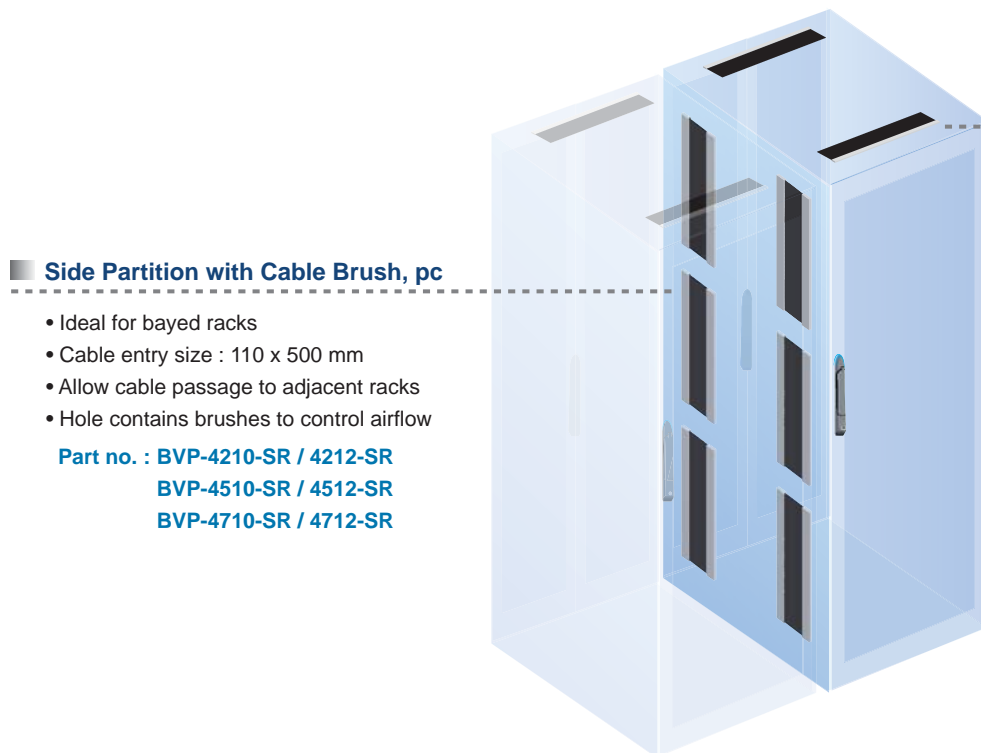 Side Partition with Cable Brush, pc
• Ideal for bayed racks
• Cable entry size : 110 x 500 mm
• Allow cable passage to adjacent racks
• Hole contains brushes to control airflow
Part no. : BVP-4210-SR / 4212-SR
BVP-4510-SR / 4512-SR
BVP-4710-SR / 4712-SR